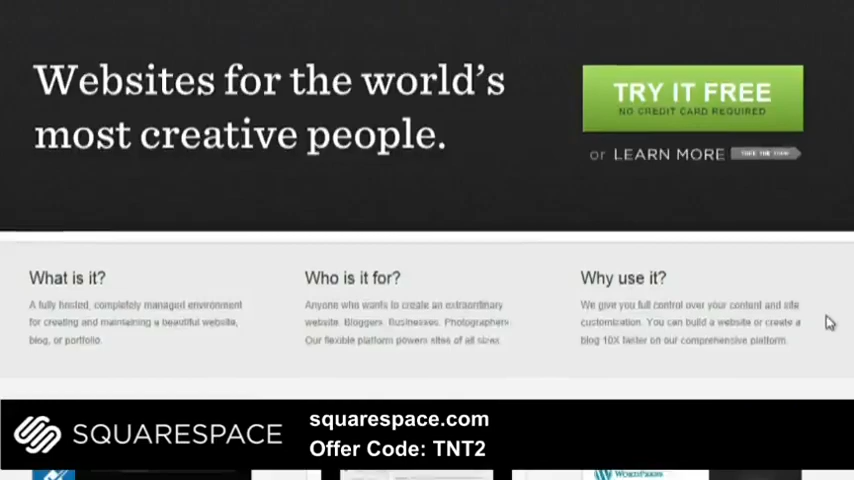 Websites for the world's
most creative people.
TRY IT FREE
NO CREDIT CARD REQUIRED
or LEARN MORE TAKE THE TOUR
What is it?
A fully hosted, completely managed environment
for creating and maintaining a beautiful website,
blog, or portfolio.
Who is it for?
Anyone who wants to create an extraordinary
website. Bloggers. Businesses. Photographers
Our flexible platform powers sites of all sizes.
Why use it?
We give you full control over your content and site
customization. You can build a website or create a
blog 10X faster on our comprehensive platform.
SQUARESPACE
squarespace.com
Offer Code: TNT2
WORDPRESS